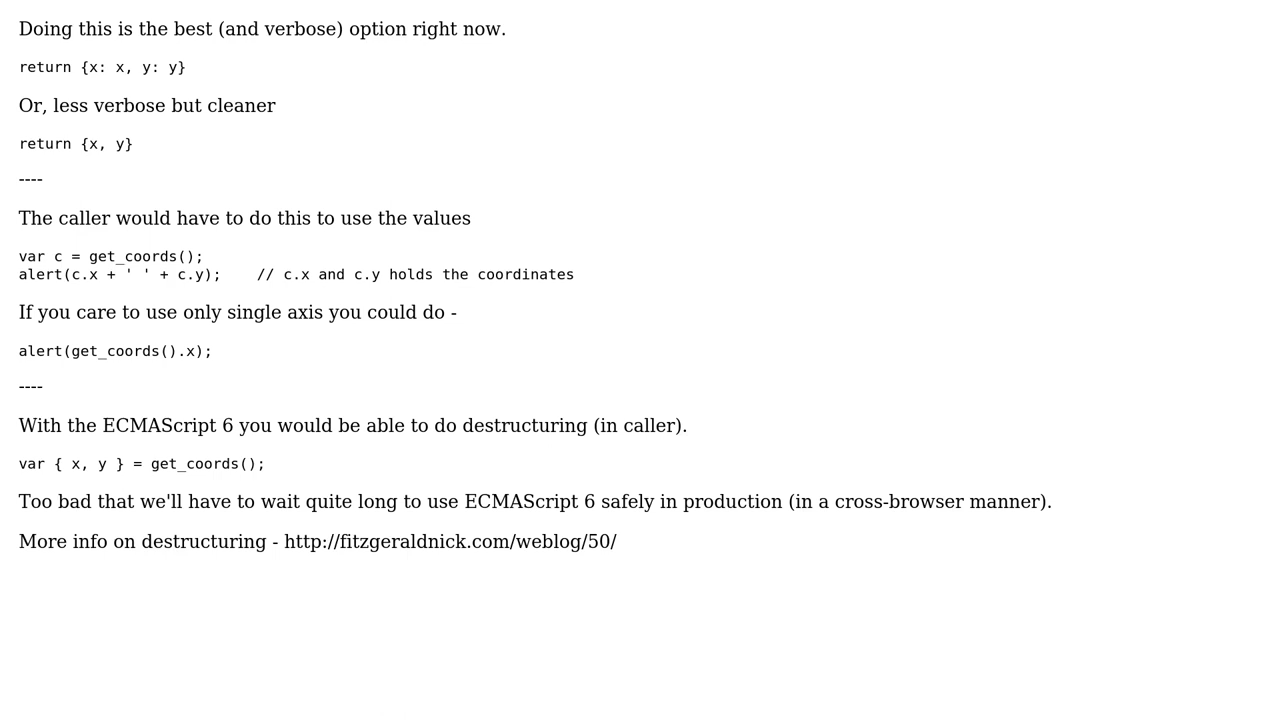 Doing this is the best (and verbose) option right now.
return {x: x, y: y}
Or, less verbose but cleaner
return {x, y}
----
The caller would have to do this to use the values
var c = get_coords();
alert(c.x + ' ' + c.y);    // c.x and c.y holds the coordinates
If you care to use only single axis you could do -
alert(get_coords().x);
----
With the ECMAScript 6 you would be able to do destructuring (in caller).
var { x, y } = get_coords();
Too bad that we'll have to wait quite long to use ECMAScript 6 safely in production (in a cross-browser manner).
More info on destructuring - http://fitzgeraldnick.com/weblog/50/